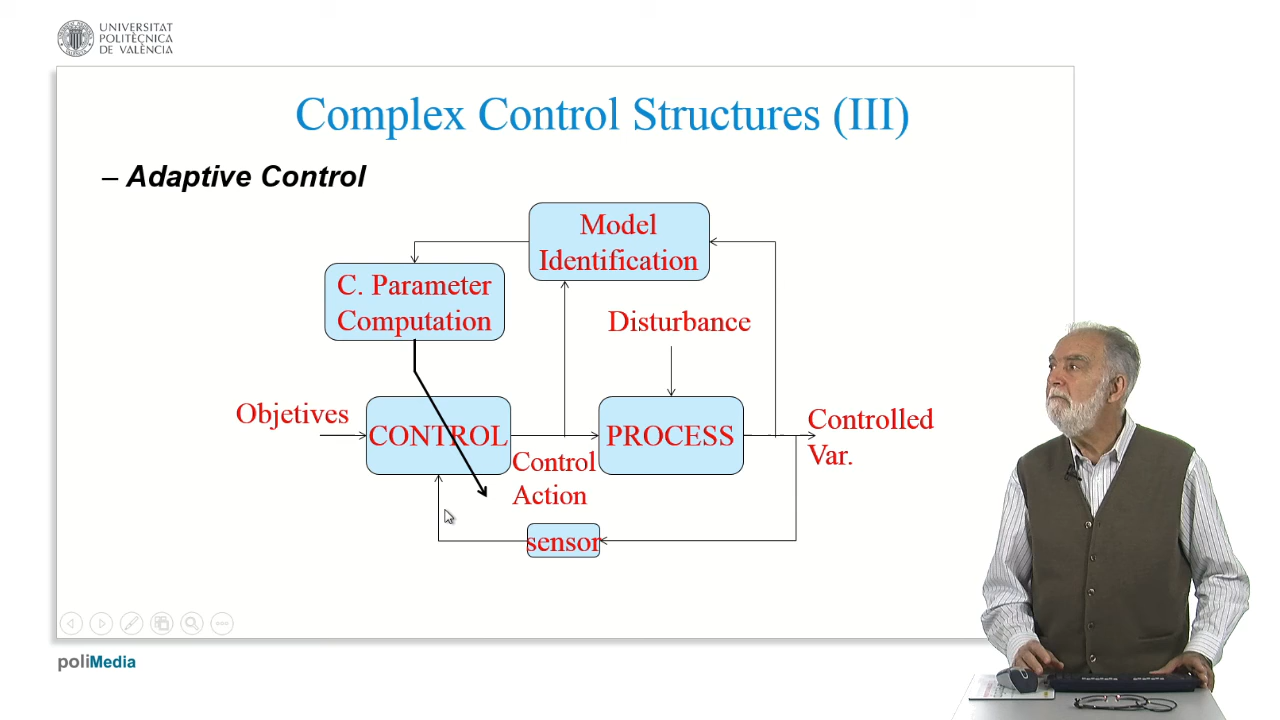 UNIVERSITAT
POLITÈCNICA
DE VALÈNCIA
Complex Control Structures (III)
– Adaptive Control
Model
Identification
C. Parameter
Computation
Disturbance
Objetives
CONTROL
PROCESS
Controlled
Var.
Control
Action
sensor
poliMedia